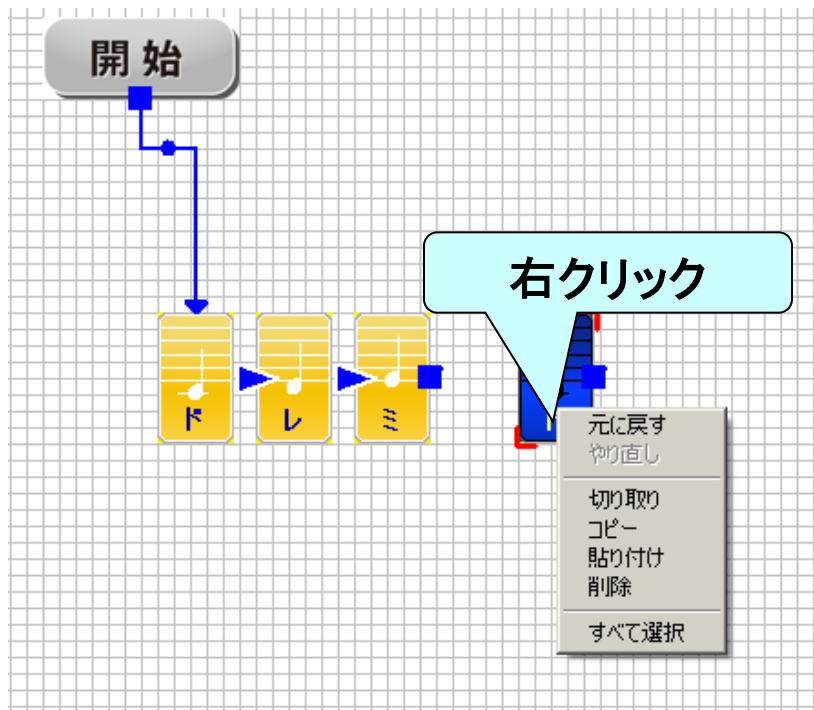 開始
右クリック
ド
レ
ミ
元に戻す
やり直し
切り取り
コピー
貼り付け
削除
すべて選択